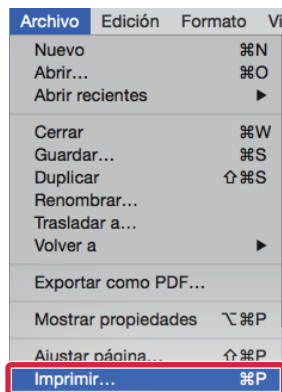 Archivo Edición Formato Vi
Nuevo ⌘N
Abrir... ⌘O
Abrir recientes ▶
Cerrar ⌘W
Guardar... ⌘S
Duplicar ⇧⌘S
Renombrar...
Trasladar a...
Volver a ▶
Exportar como PDF...
Mostrar propiedades ⌥⌘P
Ajustar página... ⇧⌘P
Imprimir... ⌘P